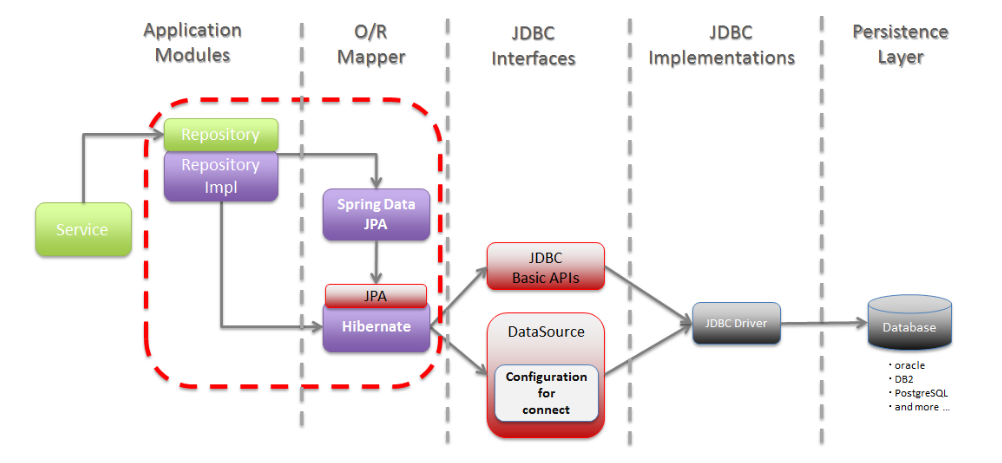 Application
Modules
O/R
Mapper
JDBC
Interfaces
JDBC
Implementations
Persistence
Layer
Repository
Repository
Impl
Service
Spring Data
JPA
JPA
Hibernate
JDBC
Basic APIs
DataSource
Configuration
for
connect
JDBC Driver
Database
・oracle
・DB2
・PostgreSQL
・and more ...